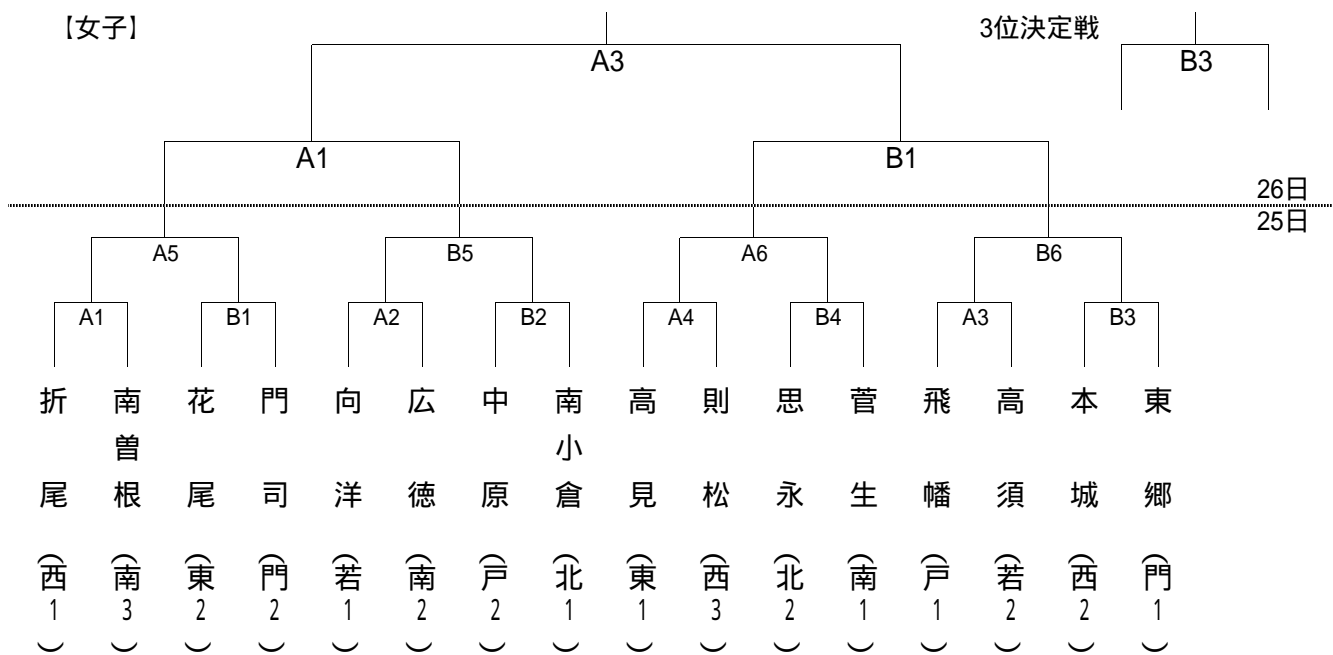 【女子】
3位決定戦
A3
B3
A1
B1
26日
25日
A5
B5
A6
B6
A1
B1
A2
B2
A4
B4
A3
B3
折尾（西1）
南曽根（南3）
花尾（東2）
門司（門2）
向洋（若1）
広徳（南2）
中原（戸2）
南小倉（北1）
高見（東1）
則松（西3）
思永（北2）
菅生（南1）
飛幡（戸1）
高須（若2）
本城（西2）
東郷（門1）